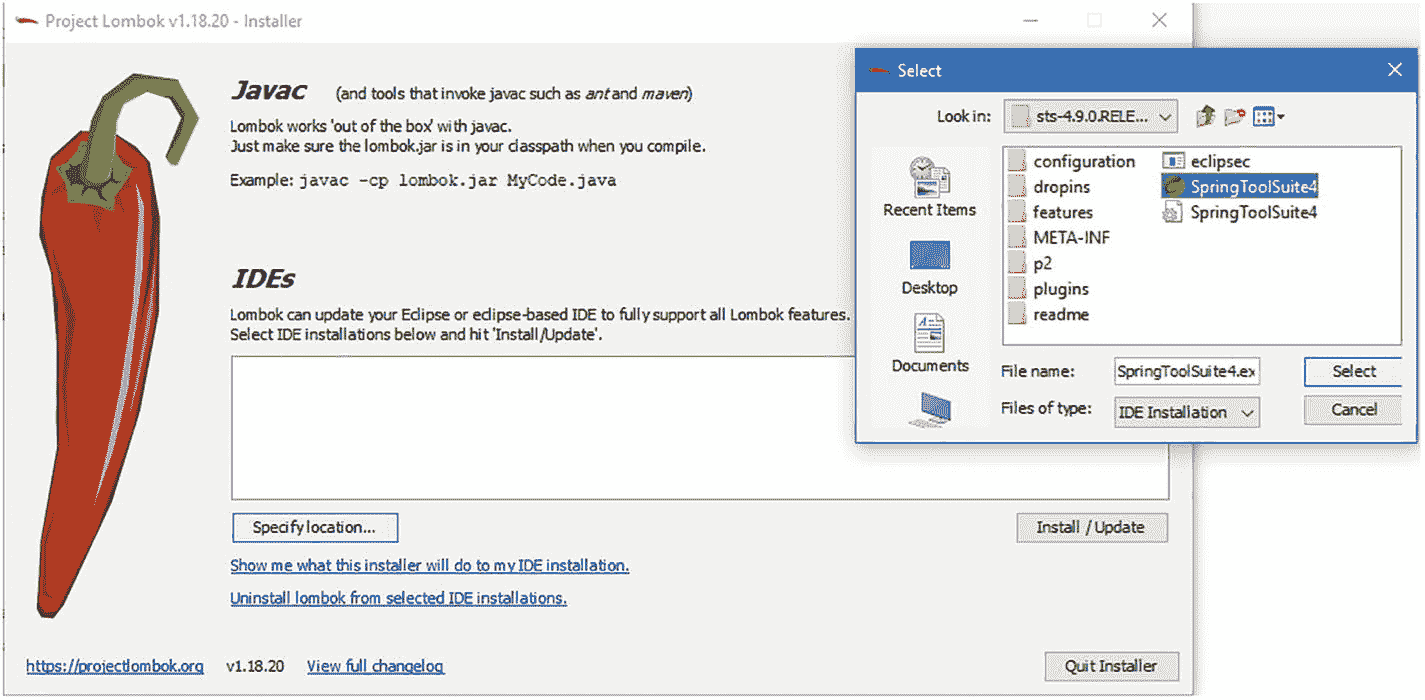 Project Lombok v1.18.20 - Installer
Javac (and tools that invoke javac such as ant and maven)
Lombok works 'out of the box' with javac.
Just make sure the lombok.jar is in your classpath when you compile.
Example: javac -cp lombok.jar MyCode.java
IDEs
Lombok can update your Eclipse or eclipse-based IDE to fully support all Lombok features.
Select IDE installations below and hit 'Install/Update'.
Specify location...
Install / Update
Show me what this installer will do to my IDE installation.
Uninstall lombok from selected IDE installations.
https://projectlombok.org v1.18.20 View full changelog
Quit Installer
Select
Look in: sts-4.9.0.RELE...
Recent Items
Desktop
Documents
configuration
dropins
features
META-INF
p2
plugins
readme
eclipsec
SpringToolSuite4
SpringToolSuite4
File name: SpringToolSuite4.ex
Select
Files of type: IDE Installation
Cancel